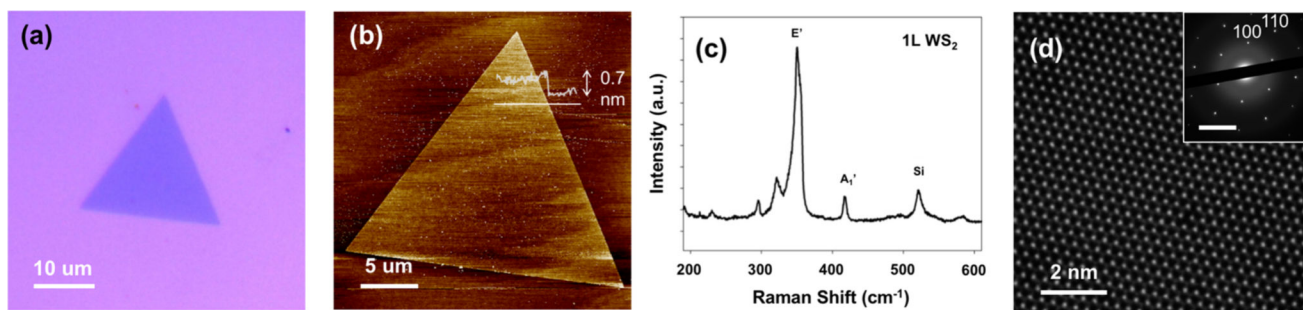 (a)
10 um
(b)
0.7
nm
5 um
(c)
E'
1L WS₂
A₁'
Si
Intensity (a.u.)
200 300 400 500 600
Raman Shift (cm⁻¹)
(d)
100 110
2 nm